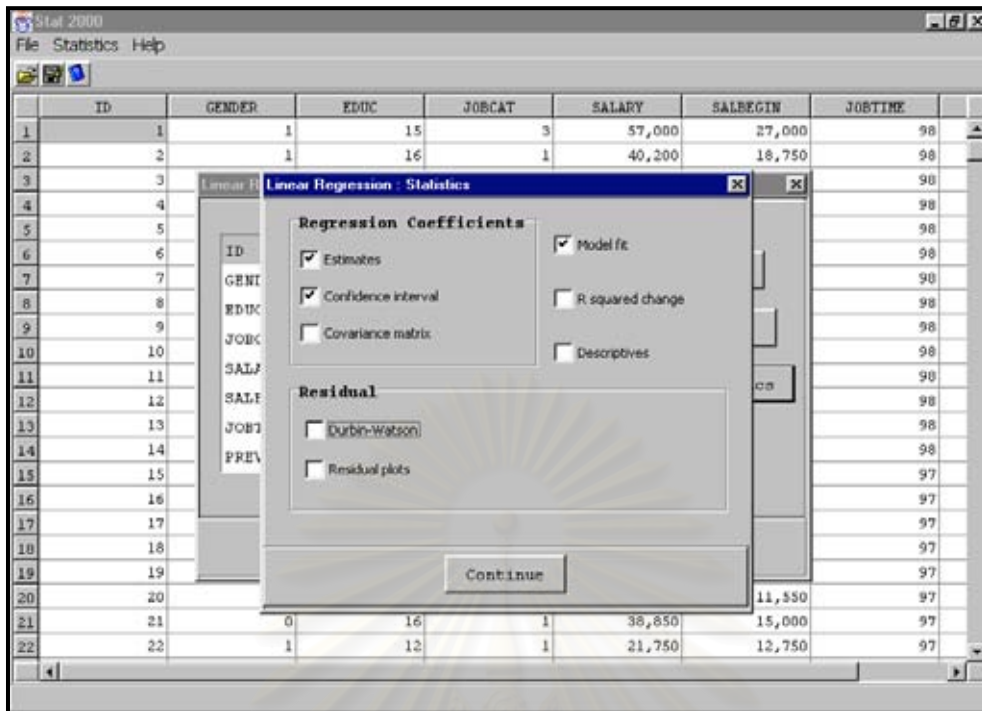 Stat 2000
File Statistics Help
ID GENDER EDUC JOBCAT SALARY SALBEGIN JOBTIME
1 1 1 15 3 57,000 27,000 98
2 2 1 16 1 40,200 18,750 98
3 3 98
4 4 98
5 5 98
6 6 98
7 7 98
8 8 98
9 9 98
10 10 98
11 11 98
12 12 98
13 13 98
14 14 98
15 15 97
16 16 97
17 17 97
18 18 97
19 19 97
20 20 11,550 97
21 21 0 16 1 38,850 15,000 97
22 22 1 12 1 21,750 12,750 97
Linear R
ID
GEND
EDUC
JOBC
SALA
SALB
JOBT
PREV
cs
Linear Regression : Statistics
Regression Coefficients
Estimates
Confidence interval
Covariance matrix
Model fit
R squared change
Descriptives
Residual
Durbin-Watson
Residual plots
Continue